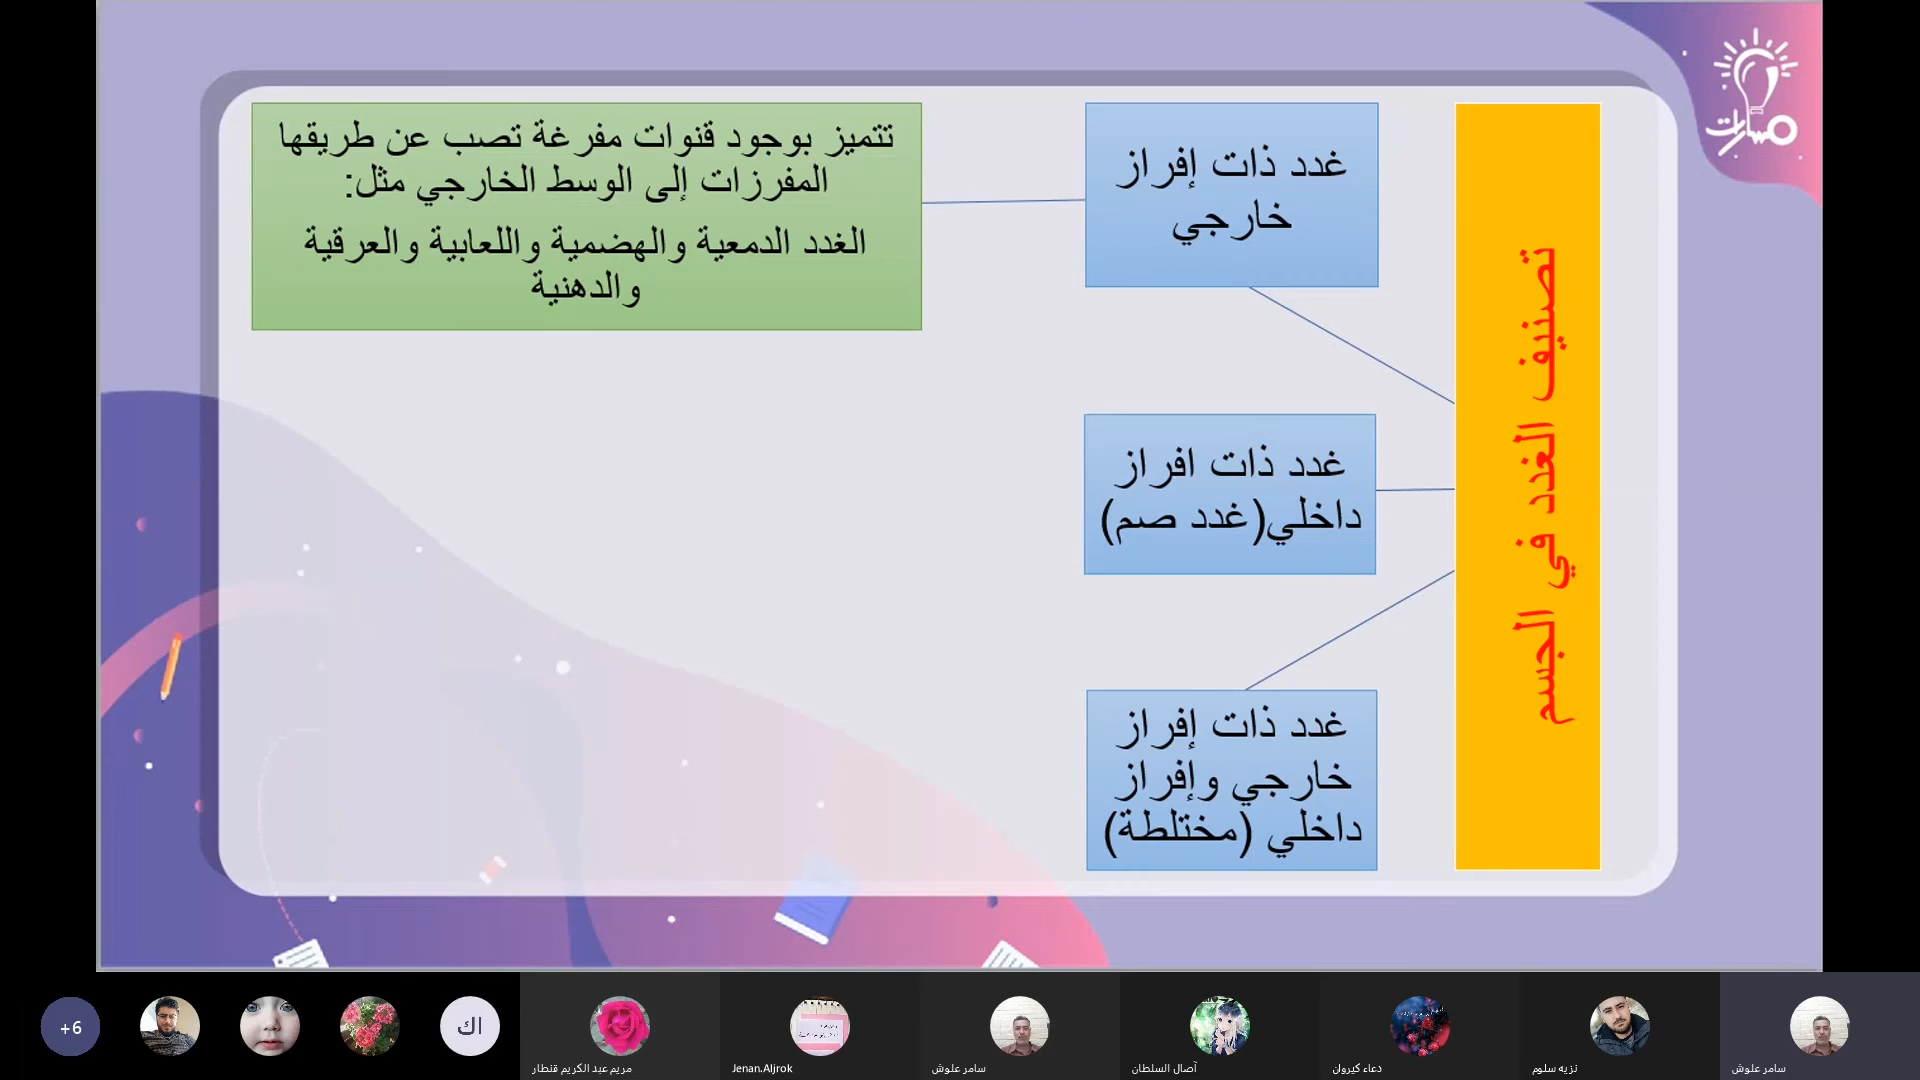 مسارات
تصنيف الغدد في الجسم
غدد ذات إفراز
خارجي
تتميز بوجود قنوات مفرغة تصب عن طريقها
المفرزات إلى الوسط الخارجي مثل:
الغدد الدمعية والهضمية واللعابية والعرقية
والدهنية
غدد ذات افراز
داخلي(غدد صم)
غدد ذات إفراز
خارجي وإفراز
داخلي (مختلطة)
+6
اك
مريم عبد الكريم قنطار
Jenan.Aljrok
سامر علوش
آصال السلطان
دعاء كيروان
نزيه سلوم
سامر علوش